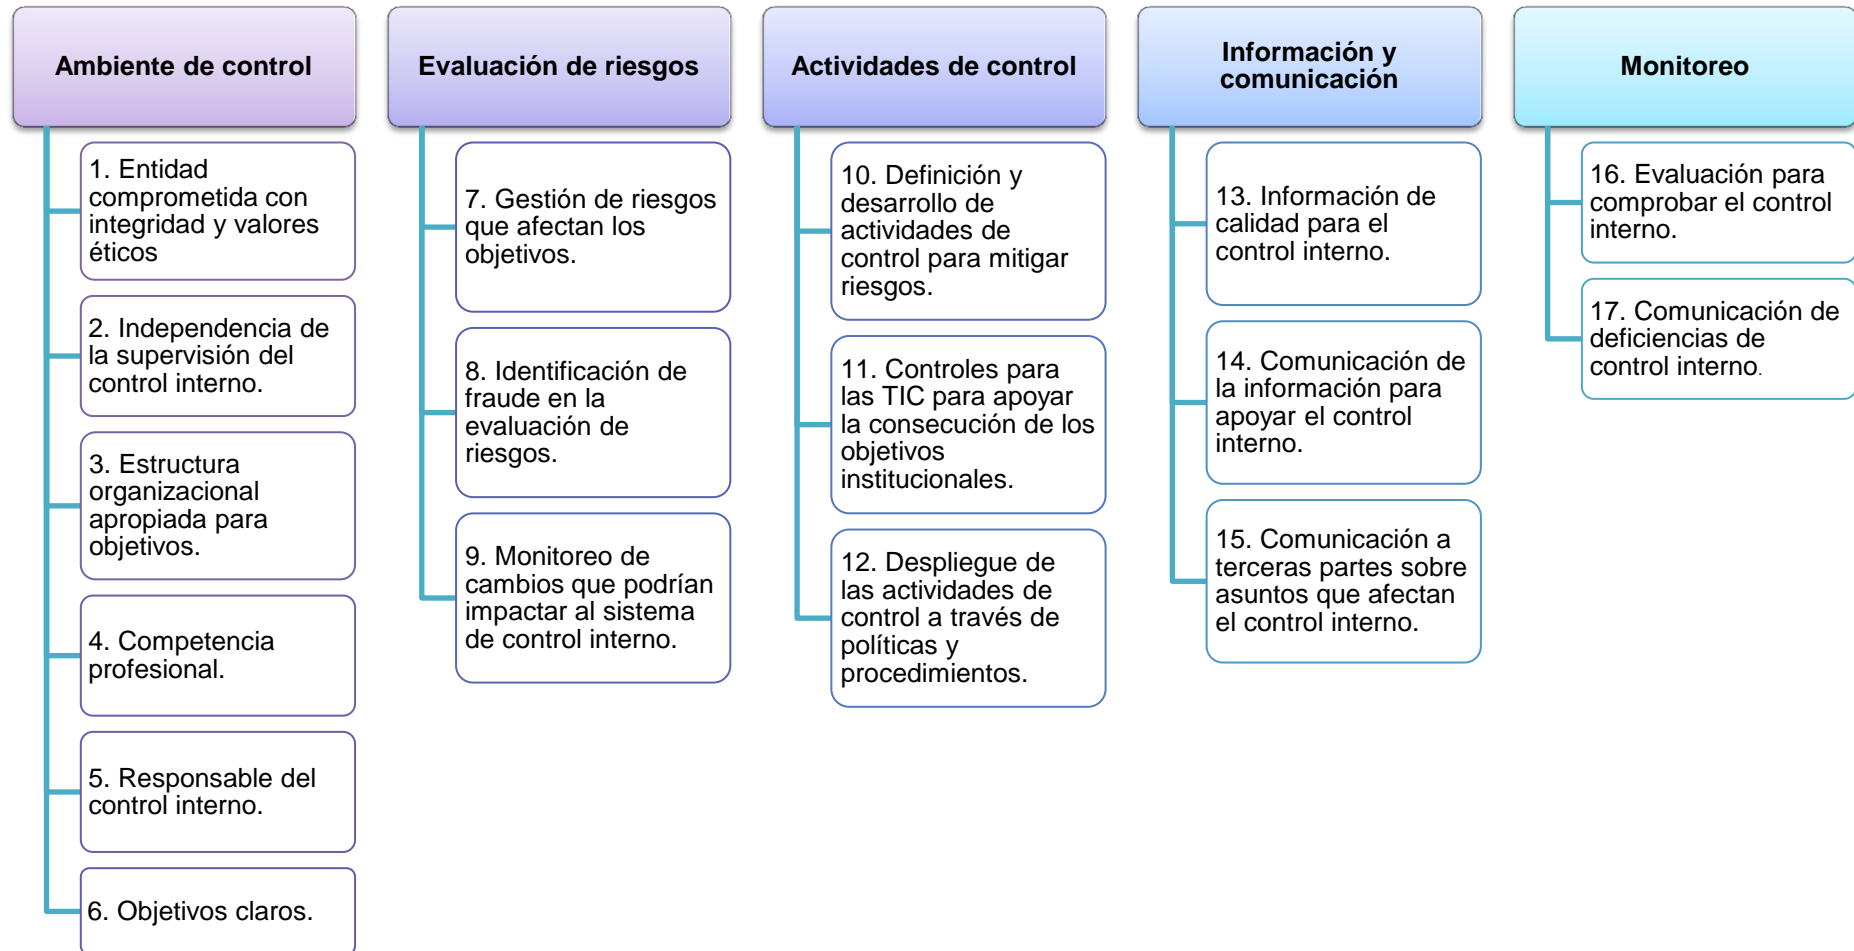 Ambiente de control
1. Entidad
comprometida con
integridad y valores
éticos
2. Independencia de
la supervisión del
control interno.
3. Estructura
organizacional
apropiada para
objetivos.
4. Competencia
profesional.
5. Responsable del
control interno.
6. Objetivos claros.
Evaluación de riesgos
7. Gestión de riesgos
que afectan los
objetivos.
8. Identificación de
fraude en la
evaluación de
riesgos.
9. Monitoreo de
cambios que podrían
impactar al sistema
de control interno.
Actividades de control
10. Definición y
desarrollo de
actividades de
control para mitigar
riesgos.
11. Controles para
las TIC para apoyar
la consecución de los
objetivos
institucionales.
12. Despliegue de
las actividades de
control a través de
políticas y
procedimientos.
Información y
comunicación
13. Información de
calidad para el
control interno.
14. Comunicación de
la información para
apoyar el control
interno.
15. Comunicación a
terceras partes sobre
asuntos que afectan
el control interno.
Monitoreo
16. Evaluación para
comprobar el control
interno.
17. Comunicación de
deficiencias de
control interno.